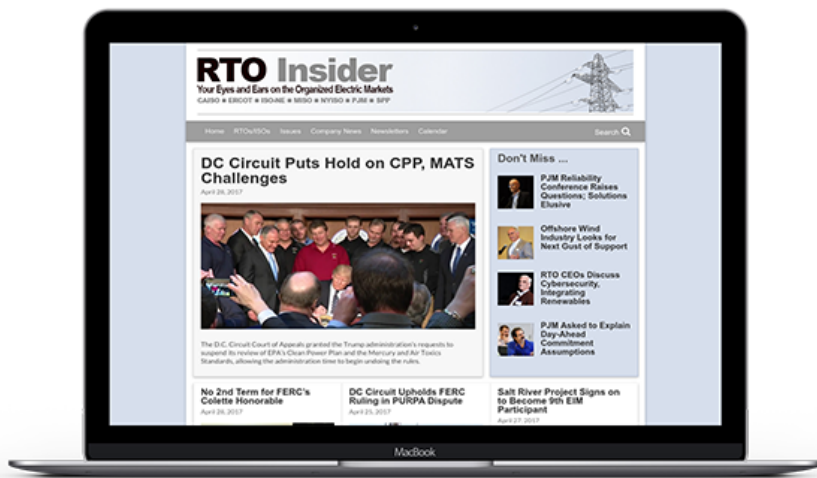 RTO Insider
Your Eyes and Ears on the Organized Electric Markets
CAISO ■ ERCOT ■ ISO-NE ■ MISO ■ NYISO ■ PJM ■ SPP
Home RTOs/ISOs Issues Company News Newsletters Calendar Search
DC Circuit Puts Hold on CPP, MATS
Challenges
April 28, 2017
The D.C. Circuit Court of Appeals granted the Trump administration's requests to
suspend its review of EPA's Clean Power Plan and the Mercury and Air Toxics
Standards, allowing the administration time to begin undoing the rules.
Don't Miss ...
PJM Reliability
Conference Raises
Questions; Solutions
Elusive
Offshore Wind
Industry Looks for
Next Gust of Support
RTO CEOs Discuss
Cybersecurity,
Integrating
Renewables
PJM Asked to Explain
Day-Ahead
Commitment
Assumptions
No 2nd Term for FERC's
Colette Honorable
April 28, 2017
DC Circuit Upholds FERC
Ruling in PURPA Dispute
April 25, 2017
Salt River Project Signs on
to Become 9th EIM
Participant
April 27, 2017
MacBook